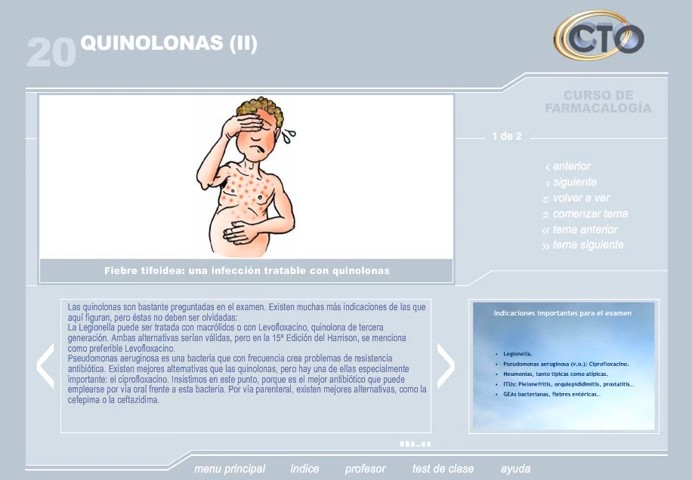 20 QUINOLONAS (II)
CTO
CURSO DE
FARMACALOGÍA
1 de 2
‹ anterior
› siguiente
volver a ver
comenzar tema
« tema anterior
» tema siguiente
Fiebre tifoidea: una infección tratable con quinolonas
Las quinolonas son bastante preguntadas en el examen. Existen muchas más indicaciones de las que
aquí figuran, pero éstas no deben ser olvidadas:
La Legionella puede ser tratada con macrólidos o con Levofloxacino, quinolona de tercera
generación. Ambas alternativas serían válidas, pero en la 15ª Edición del Harrison, se menciona
como preferible Levofloxacino.
Pseudomonas aeruginosa es una bacteria que con frecuencia crea problemas de resistencia
antibiótica. Existen mejores alternativas que las quinolonas, pero hay una de ellas especialmente
importante: el ciprofloxacino. Insistimos en este punto, porque es el mejor antibiótico que puede
emplearse por vía oral frente a esta bacteria. Por vía parenteral, existen mejores alternativas, como la
cefepima o la ceftazidima.
Indicaciones importantes para el examen
• Legionella.
• Pseudomonas aeruginosa (v.o.): Ciprofloxacino.
• Neumonías, tanto típicas como atípicas.
• ITUs: Pielonefritis, orquiepididimitis, prostatitis...
• GEAs bacterianas, fiebres entéricas...
menu principal índice profesor test de clase ayuda